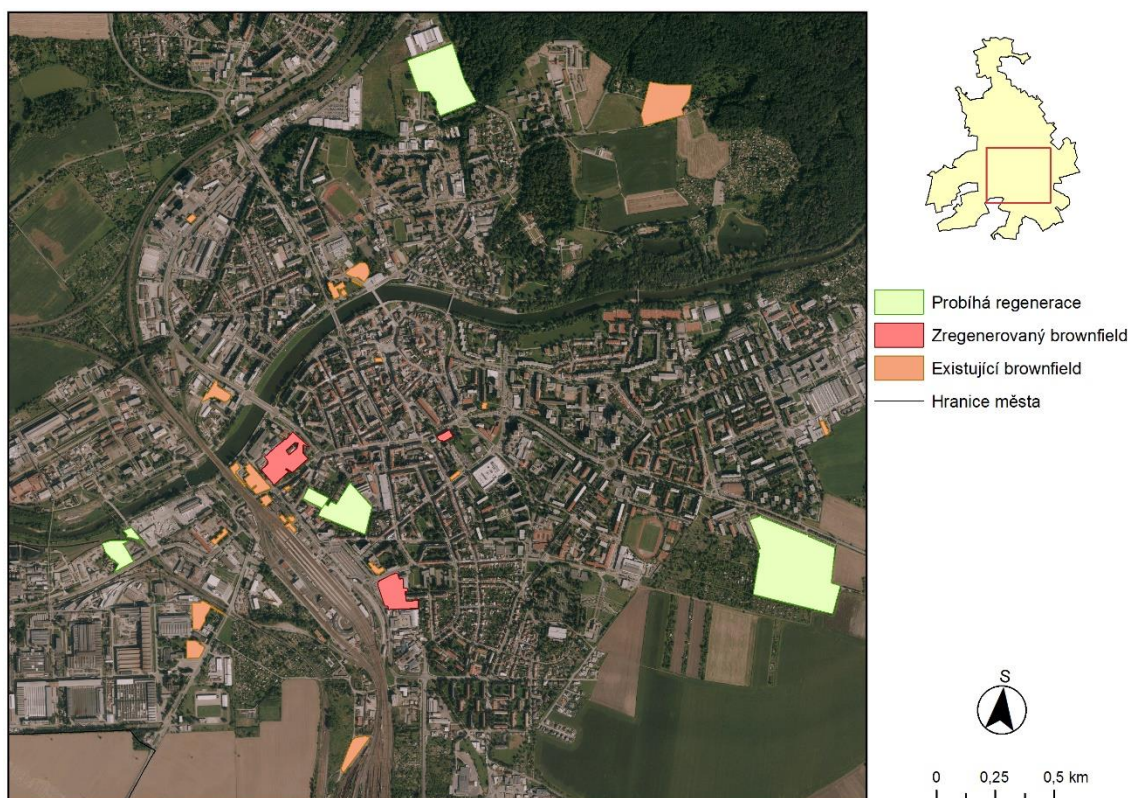 Probíhá regenerace
Zregenerovaný brownfield
Existující brownfield
Hranice města
S
0 0,25 0,5 km